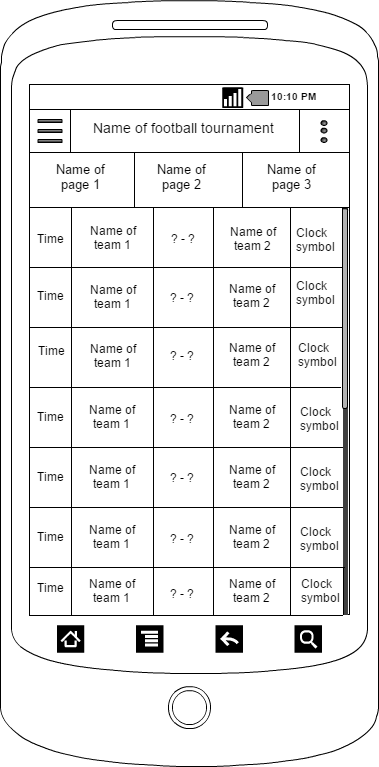 10:10 PM
Name of football tournament
Name of
page 1
Name of
page 2
Name of
page 3
Time
Name of
team 1
? - ?
Name of
team 2
Clock
symbol
Time
Name of
team 1
? - ?
Name of
team 2
Clock
symbol
Time
Name of
team 1
? - ?
Name of
team 2
Clock
symbol
Time
Name of
team 1
? - ?
Name of
team 2
Clock
symbol
Time
Name of
team 1
? - ?
Name of
team 2
Clock
symbol
Time
Name of
team 1
? - ?
Name of
team 2
Clock
symbol
Time
Name of
team 1
? - ?
Name of
team 2
Clock
symbol